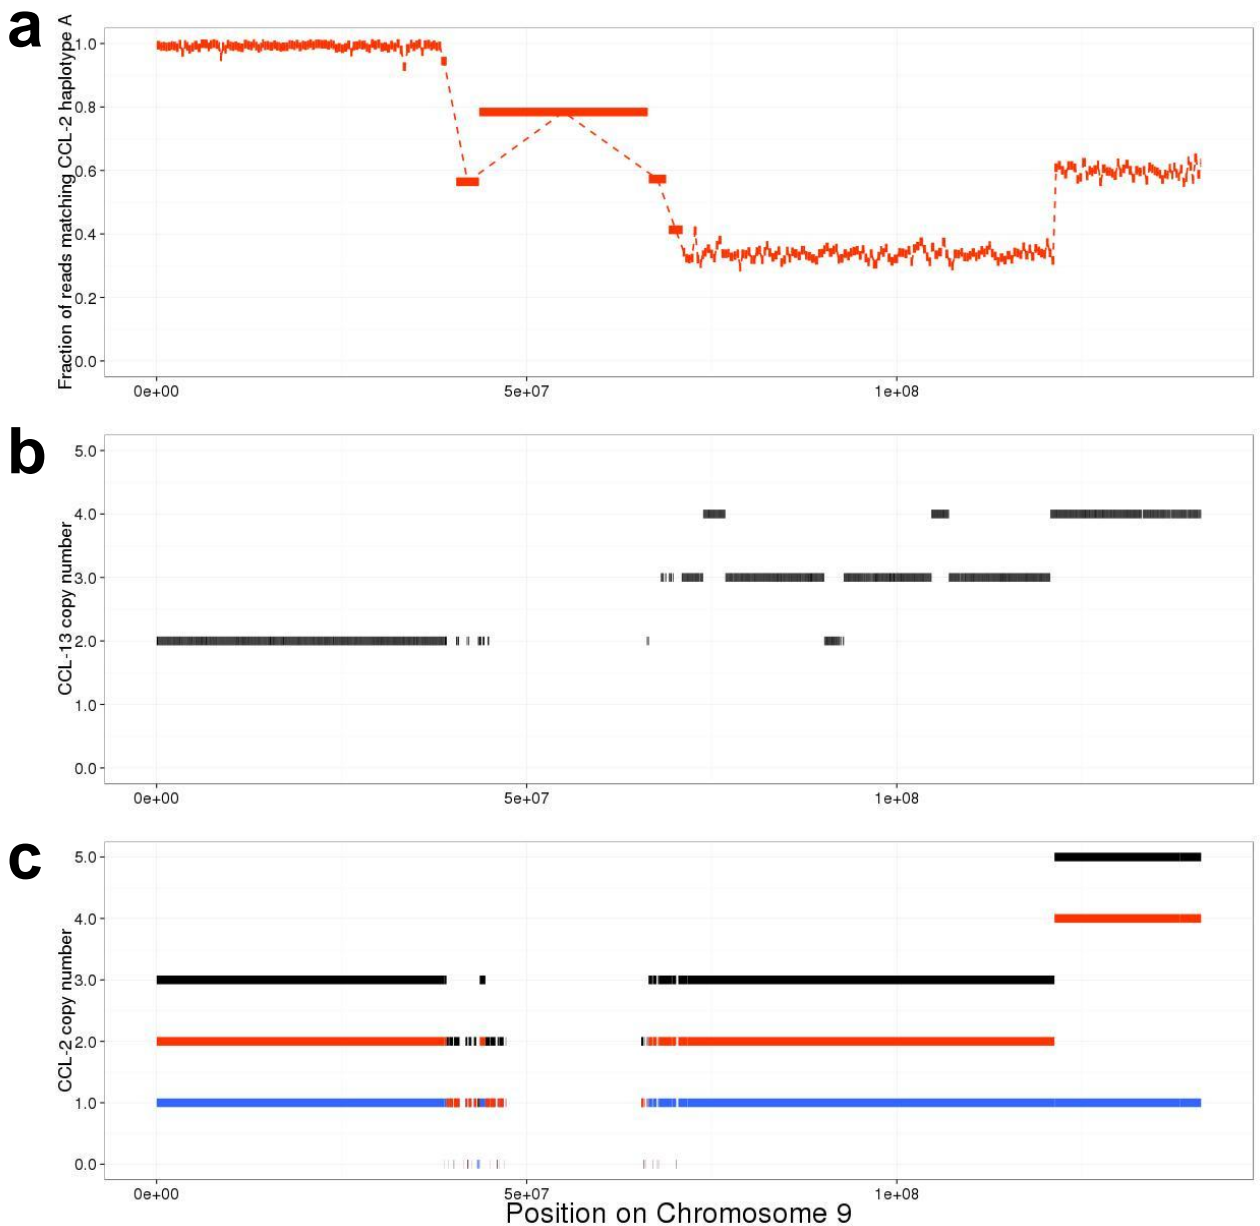 a
Fraction of reads matching CCL-2 haplotype A
1.0
0.8
0.6
0.4
0.2
0.0
0e+00 5e+07 1e+08
b
CCL-13 copy number
5.0
4.0
3.0
2.0
1.0
0.0
0e+00 5e+07 1e+08
c
CCL-2 copy number
5.0
4.0
3.0
2.0
1.0
0.0
0e+00 5e+07 1e+08
Position on Chromosome 9